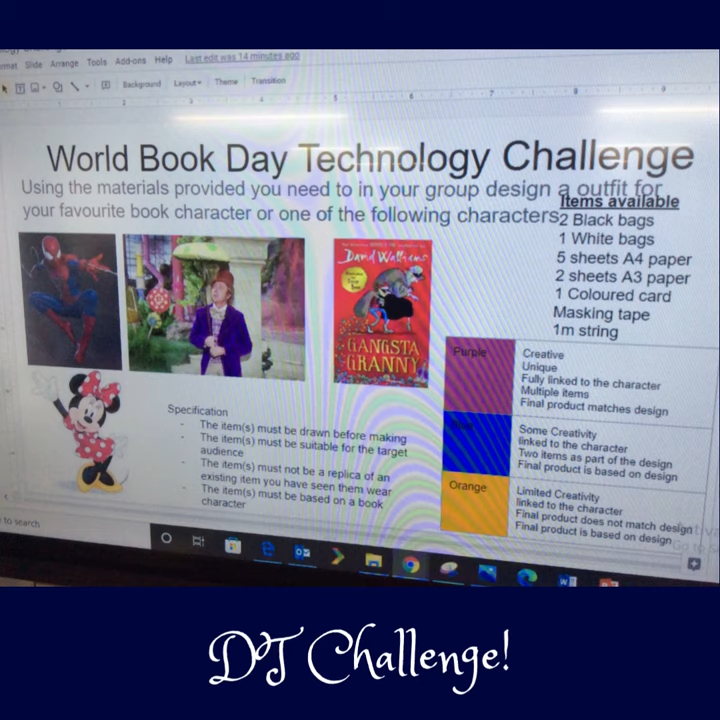 rmat Slide Arrange Tools Add-ons Help Last edit was 14 minutes ago
Background Layout Theme Transition
World Book Day Technology Challenge
Using the materials provided you need to in your group design a outfit for
your favourite book character or one of the following characters
Items available
2 Black bags
1 White bags
5 sheets A4 paper
2 sheets A3 paper
1 Coloured card
Masking tape
1m string
David Walliams
GANGSTA
GRANNY
Purple
Creative
Unique
Fully linked to the character
Multiple items
Final product matches design
Some Creativity
linked to the character
Two items as part of the design
Final product is based on design
Orange
Limited Creativity
linked to the character
Final product does not match design
Final product is based on design
Specification
- The item(s) must be drawn before making
- The item(s) must be suitable for the target
audience
- The item(s) must not be a replica of an
existing item you have seen them wear
- The item(s) must be based on a book
character
to search
DT Challenge!